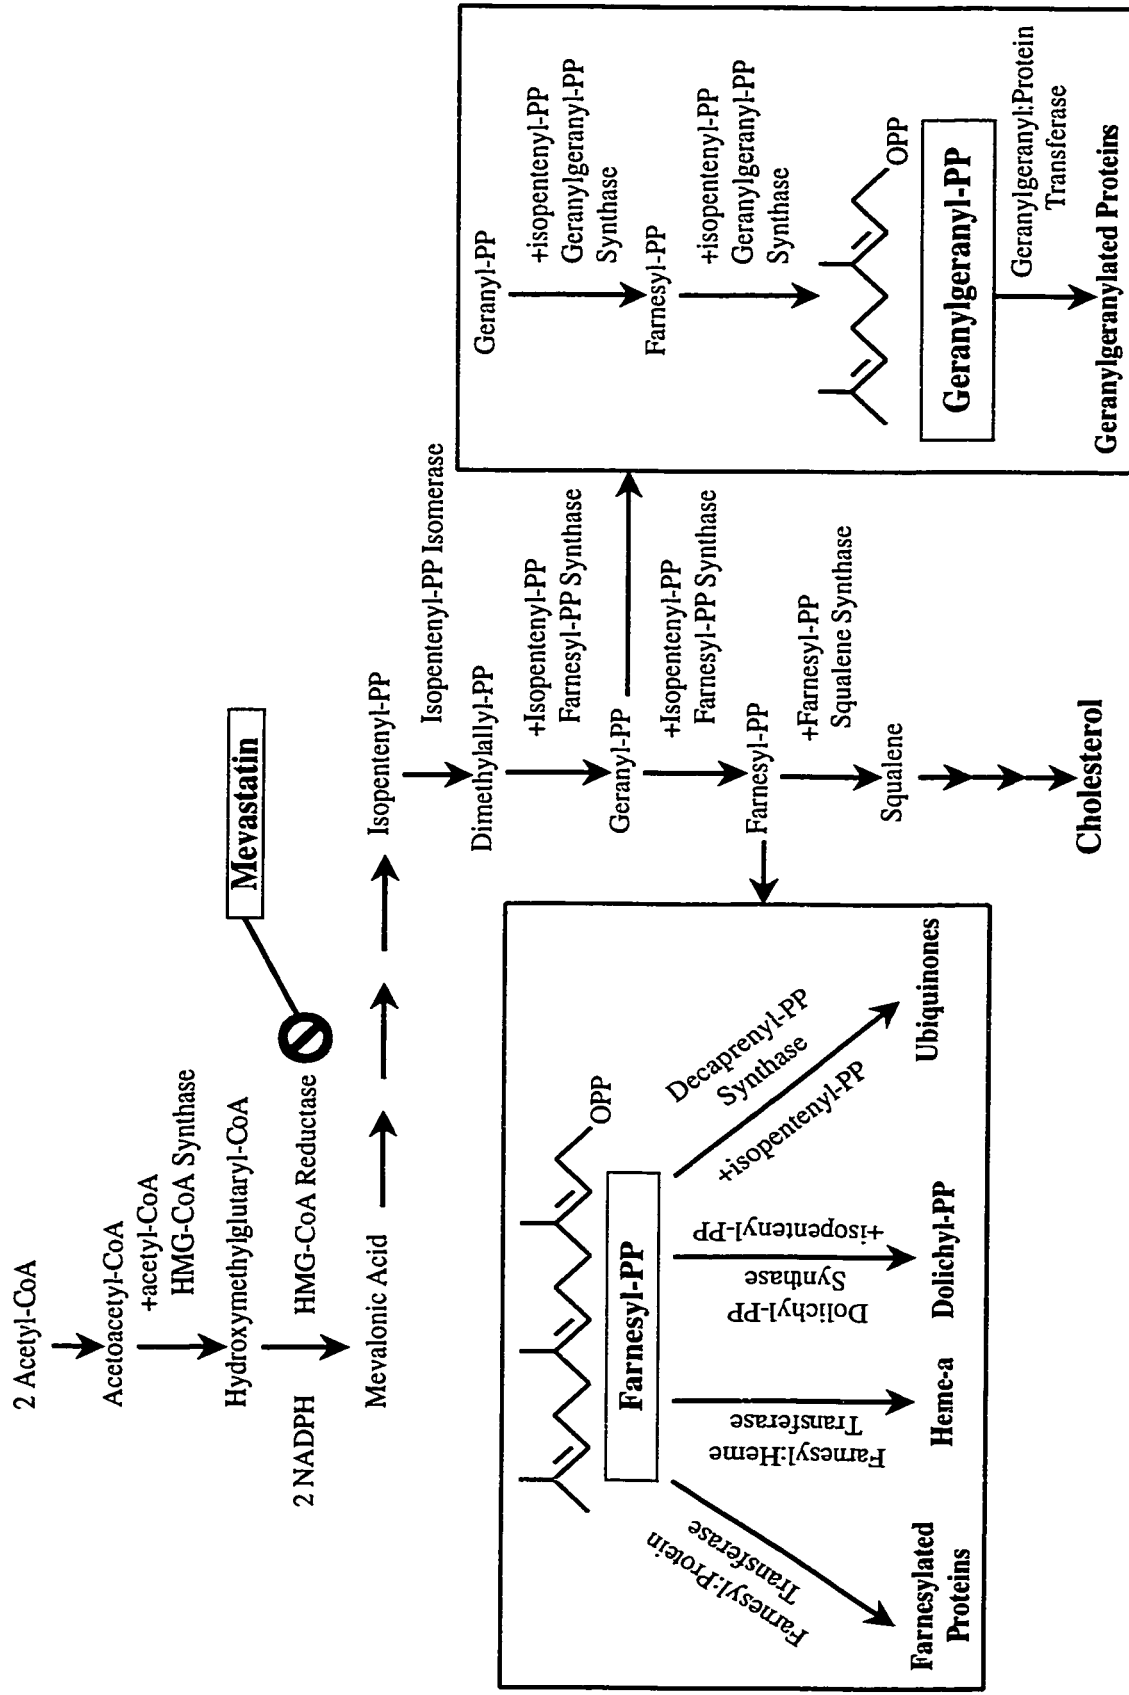 2 Acetyl-CoA
Acetoacetyl-CoA
+acetyl-CoA
HMG-CoA Synthase
Hydroxymethylglutaryl-CoA
2 NADPH
HMG-CoA Reductase
Mevastatin
Mevalonic Acid
Isopentenyl-PP
Isopentenyl-PP Isomerase
Dimethylallyl-PP
+Isopentenyl-PP
Farnesyl-PP Synthase
Geranyl-PP
+Isopentenyl-PP
Farnesyl-PP Synthase
Farnesyl-PP
+Farnesyl-PP
Squalene Synthase
Squalene
Cholesterol
OPP
Farnesyl-PP
Farnesyl:Protein
Transferase
Farnesylated
Proteins
Farnesyl:Heme
Transferase
Heme-a
Dolichyl-PP
Synthase
+isopentenyl-PP
Dolichyl-PP
Decaprenyl-PP
Synthase
+isopentenyl-PP
Ubiquinones
Geranyl-PP
+isopentenyl-PP
Geranylgeranyl-PP
Synthase
Farnesyl-PP
+isopentenyl-PP
Geranylgeranyl-PP
Synthase
OPP
Geranylgeranyl-PP
Geranylgeranyl:Protein
Transferase
Geranylgeranylated Proteins